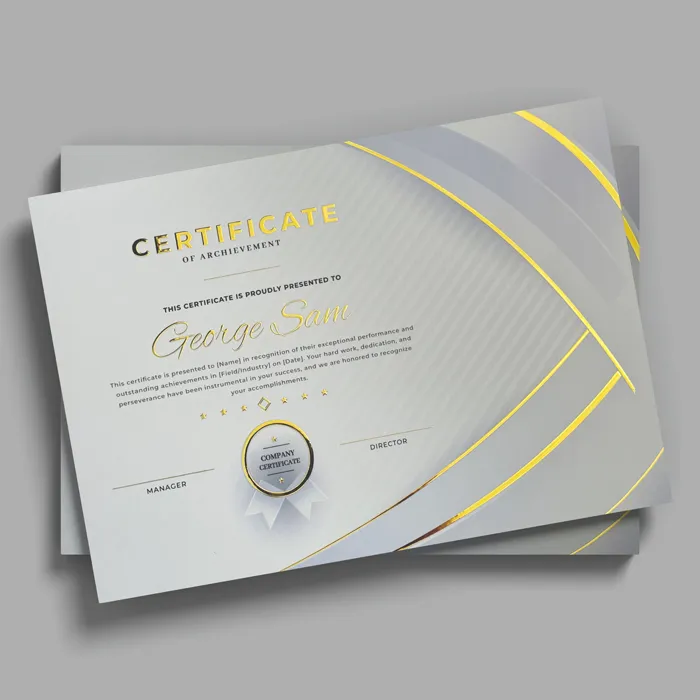 CERTIFICATE
OF ARCHIEVEMENT
THIS CERTIFICATE IS PROUDLY PRESENTED TO
George Sam
This certificate is presented to [Name] in recognition of their exceptional performance and
outstanding achievements in [Field/Industry] on [Date]. Your hard work, dedication, and
perseverance have been instrumental in your success, and we are honored to recognize
your accomplishments.
COMPANY
CERTIFICATE
MANAGER
DIRECTOR